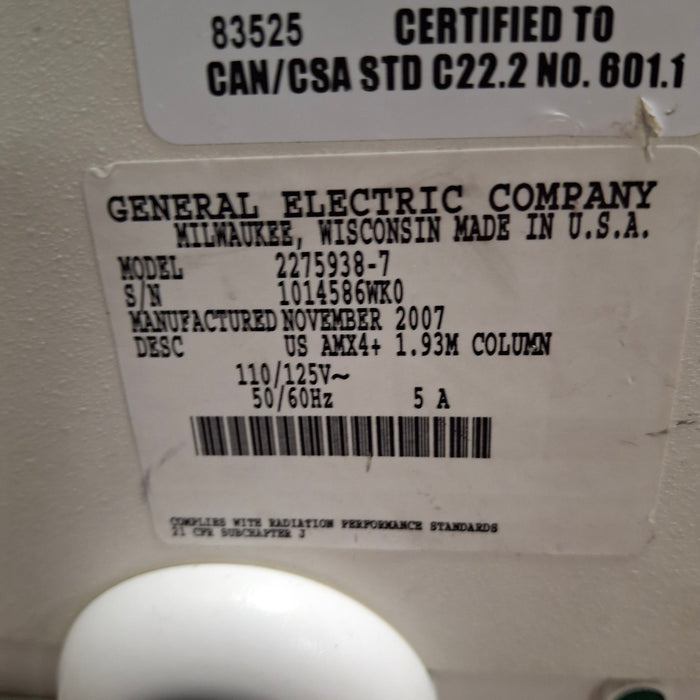 83525 CERTIFIED TO
CAN/CSA STD C22.2 NO. 601.1
GENERAL ELECTRIC COMPANY
MILWAUKEE, WISCONSIN MADE IN U.S.A.
MODEL 2275938-7
S/N 1014586WK0
MANUFACTURED NOVEMBER 2007
DESC US AMX4+ 1.93M COLUMN
110/125V~
50/60Hz 5 A
COMPLIES WITH RADIATION PERFORMANCE STANDARDS
21 CFR SUBCHAPTER J